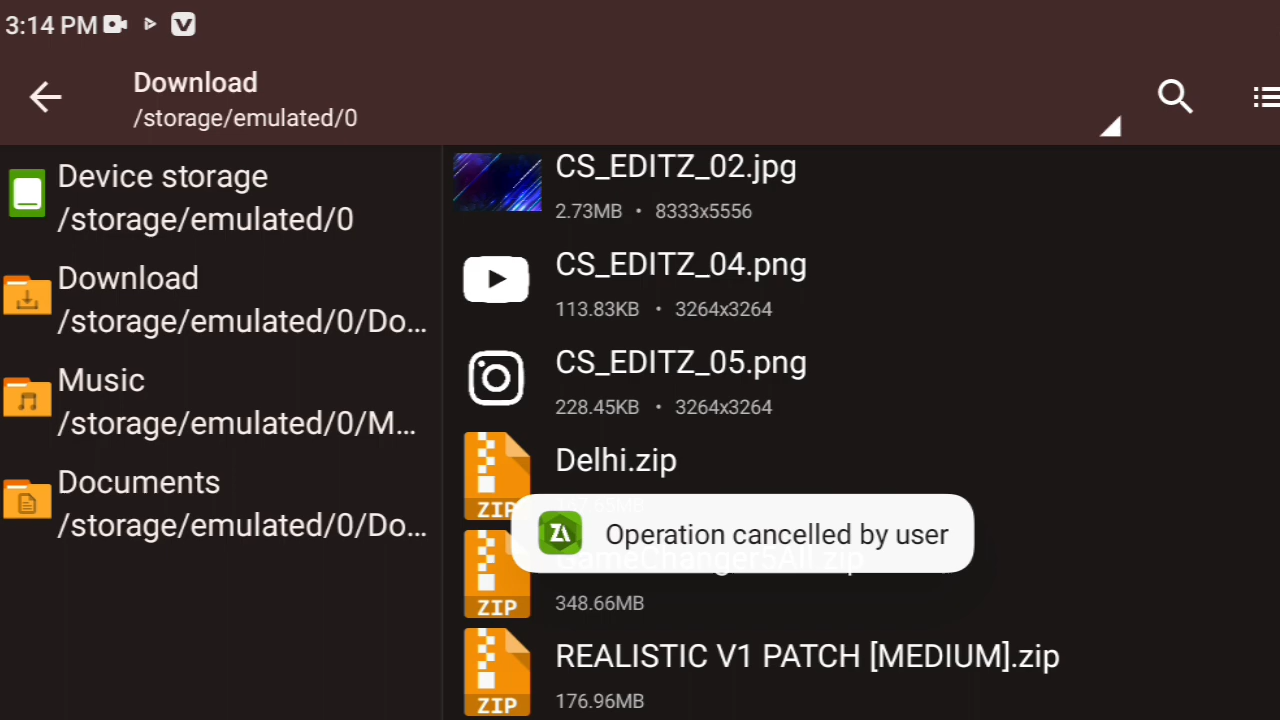 3:14 PM
Download
/storage/emulated/0
Device storage
/storage/emulated/0
Download
/storage/emulated/0/Do...
Music
/storage/emulated/0/M...
Documents
/storage/emulated/0/Do...
CS_EDITZ_02.jpg
2.73MB • 8333x5556
CS_EDITZ_04.png
113.83KB • 3264x3264
CS_EDITZ_05.png
228.45KB • 3264x3264
ZIP
Delhi.zip
ZA Operation cancelled by user
ZIP
GameChanger5All.zip
348.66MB
ZIP
REALISTIC V1 PATCH [MEDIUM].zip
176.96MB